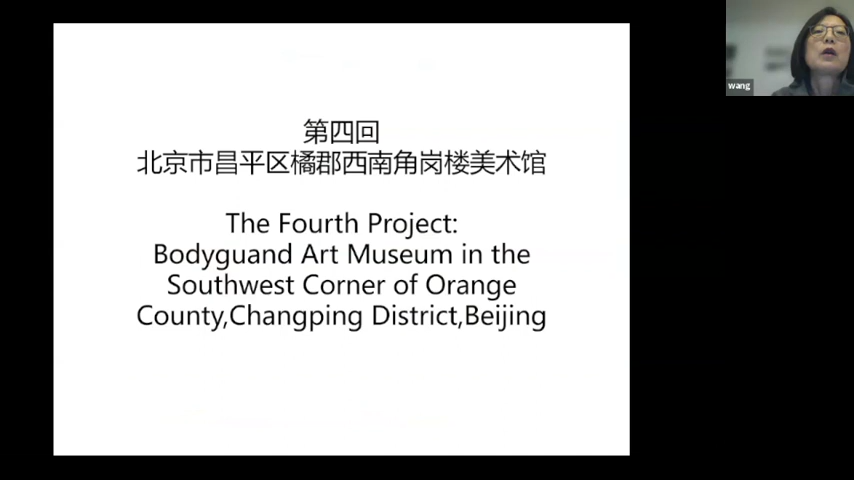 第四回
北京市昌平区橘郡西南角岗楼美术馆
The Fourth Project:
Bodyguand Art Museum in the
Southwest Corner of Orange
County,Changping District,Beijing
wang